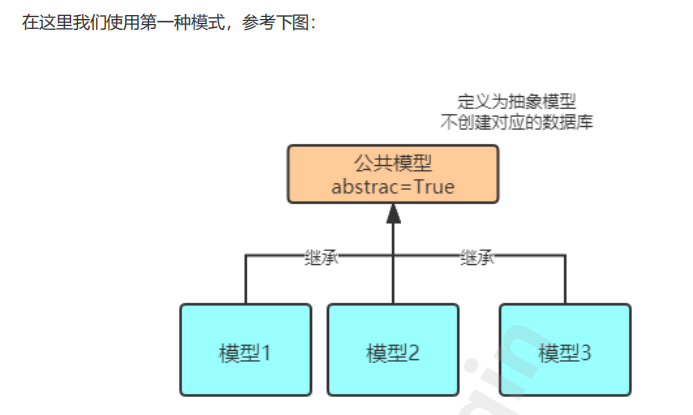 在这里我们使用第一种模式，参考下图：
定义为抽象模型
不创建对应的数据库
公共模型
abstrac=True
继承
继承
模型1
模型2
模型3